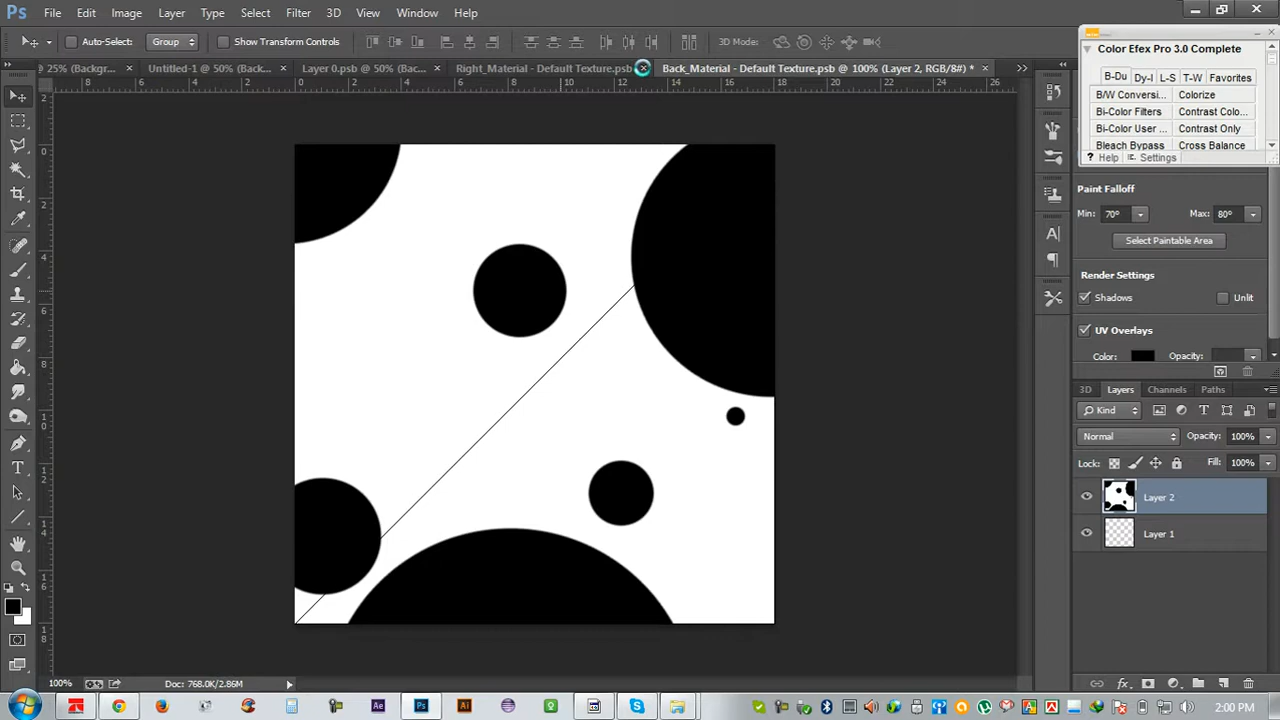 Ps File Edit Image Layer Type Select Filter 3D View Window Help
Auto-Select: Group Show Transform Controls 3D Mode:
25% (Backgr... × Untitled-1 @ 50% (Back... × Layer 0.psb @ 50% (Bac... × Right_Material - Default Texture.psb Back_Material - Default Texture.psb @ 100% (Layer 2, RGB/8#) * ×
Color Efex Pro 3.0 Complete
B-Du Dy-I L-S T-W Favorites
B/W Conversi... Colorize
Bi-Color Filters Contrast Colo...
Bi-Color User ... Contrast Only
Bleach Bypass Cross Balance
? Help Settings
Paint Falloff
Min: 70º Max: 80º
Select Paintable Area
Render Settings
Shadows Unlit
UV Overlays
Color: Opacity:
3D Layers Channels Paths
Kind
Normal Opacity: 100%
Lock: Fill: 100%
Layer 2
Layer 1
100% Doc: 768.0K/2.86M
2:00 PM